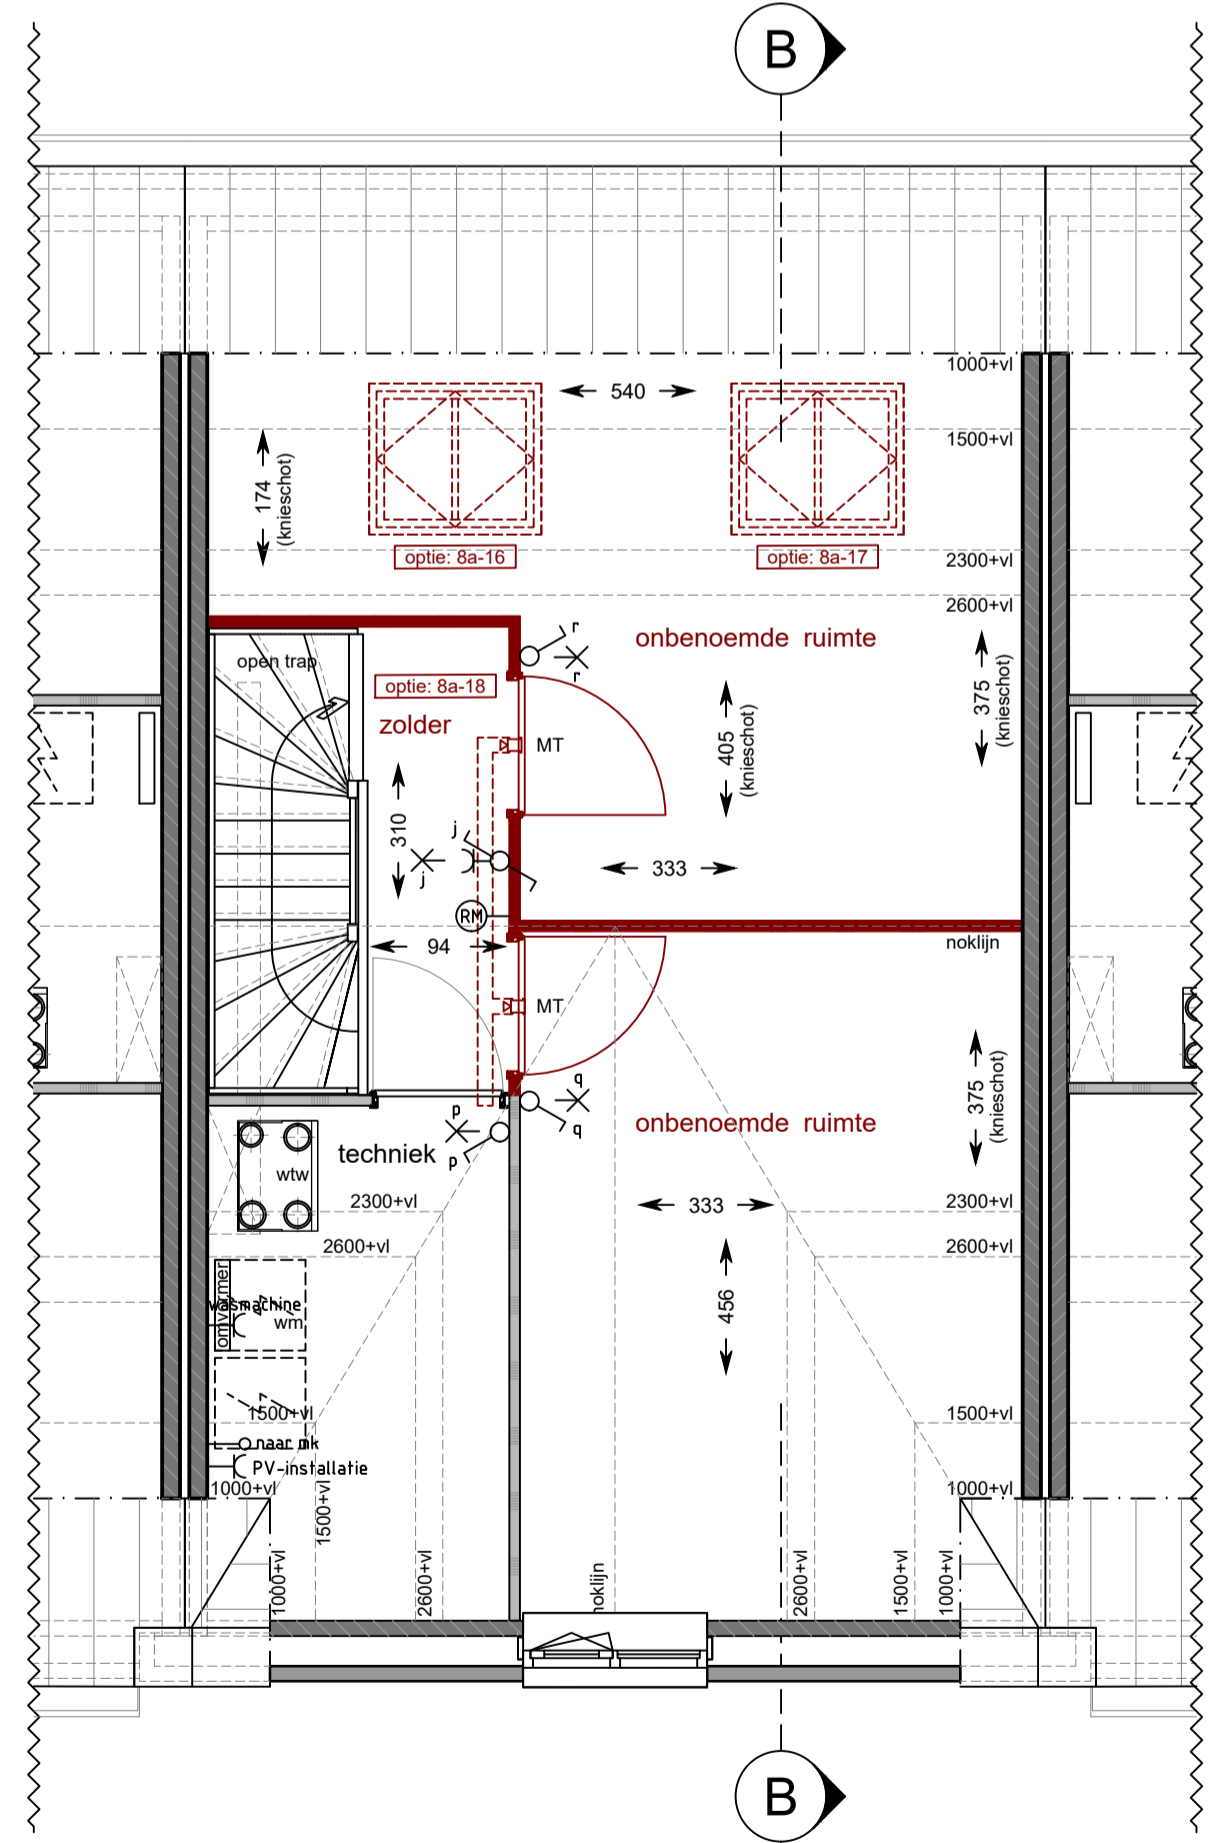 B
1000+vl
540
1500+vl
174
(knieschot)
optie: 8a-16
optie: 8a-17
2300+vl
2600+vl
r
onbenoemde ruimte
r
open trap
optie: 8a-18
zolder
375
(knieschot)
MT
405
(knieschot)
310
j
j
333
RM
94
noklijn
MT
375
(knieschot)
q
p
q
p
onbenoemde ruimte
techniek
wtw
2300+vl
333
2300+vl
2600+vl
2600+vl
omvormer
wasmachine
wm
456
1500+vl
1500+vl
naar mk
PV-installatie
1000+vl
1000+vl
1500+vl
1000+vl
2600+vl
noklijn
2600+vl
1500+vl
1000+vl
B